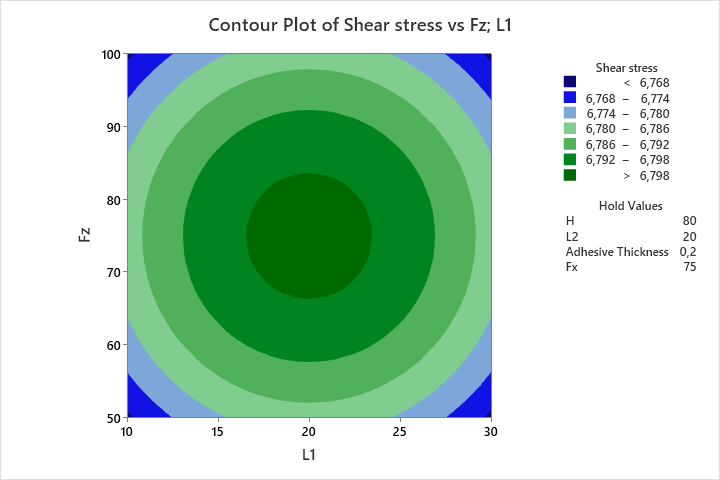 Contour Plot of Shear stress vs Fz; L1
100
90
80
70
60
50
Fz
10 15 20 25 30
L1
Shear stress
< 6,768
6,768 – 6,774
6,774 – 6,780
6,780 – 6,786
6,786 – 6,792
6,792 – 6,798
> 6,798
Hold Values
H 80
L2 20
Adhesive Thickness 0,2
Fx 75